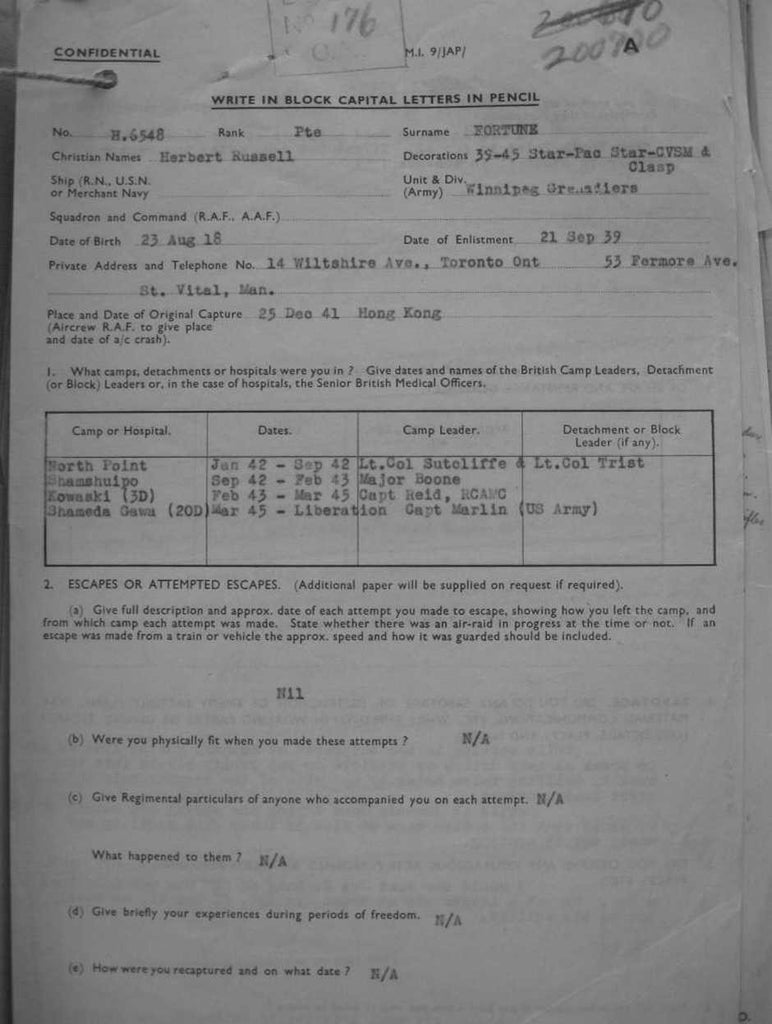 No 176
200790
CONFIDENTIAL M.I. 9/JAP/ A
WRITE IN BLOCK CAPITAL LETTERS IN PENCIL
No. H.6548 Rank Pte Surname FORTUNE
Christian Names Herbert Russell Decorations 39-45 Star-Pac Star-CVSM & Clasp
Ship (R.N., U.S.N. or Merchant Navy Unit & Div. (Army) Winnipeg Grenadiers
Squadron and Command (R.A.F., A.A.F.)
Date of Birth 23 Aug 18 Date of Enlistment 21 Sep 39
Private Address and Telephone No. 14 Wiltshire Ave., Toronto Ont 53 Fermore Ave.
St. Vital, Man.
Place and Date of Original Capture 25 Dec 41 Hong Kong
(Aircrew R.A.F. to give place
and date of a/c crash).
1. What camps, detachments or hospitals were you in ? Give dates and names of the British Camp Leaders, Detachment
(or Block) Leaders or, in the case of hospitals, the Senior British Medical Officers.
Camp or Hospital. Dates. Camp Leader. Detachment or Block Leader (if any).
North Point Jan 42 - Sep 42 Lt.Col Sutcliffe & Lt.Col Trist
Shamshuipo Sep 42 - Feb 43 Major Boone
Kowaski (3D) Feb 43 - Mar 45 Capt Reid, RCAMC
Shameda Gawa (20D) Mar 45 - Liberation Capt Marlin (US Army)
2. ESCAPES OR ATTEMPTED ESCAPES. (Additional paper will be supplied on request if required).
(a) Give full description and approx. date of each attempt you made to escape, showing how you left the camp, and
from which camp each attempt was made. State whether there was an air-raid in progress at the time or not. If an
escape was made from a train or vehicle the approx. speed and how it was guarded should be included.
Nil
(b) Were you physically fit when you made these attempts ? N/A
(c) Give Regimental particulars of anyone who accompanied you on each attempt. N/A
What happened to them ? N/A
(d) Give briefly your experiences during periods of freedom. N/A
(e) How were you recaptured and on what date ? N/A